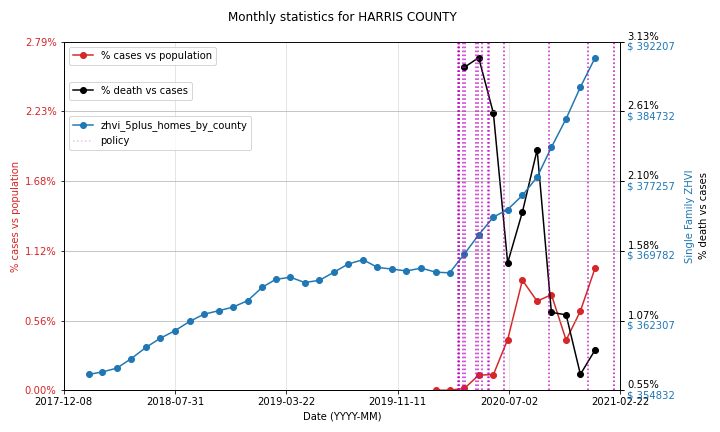 Monthly statistics for HARRIS COUNTY
2.79%
2.23%
1.68%
1.12%
0.56%
0.00%
% cases vs population
% cases vs population
% death vs cases
zhvi_5plus_homes_by_county
policy
3.13%
$ 392207
2.61%
$ 384732
2.10%
$ 377257
1.58%
$ 369782
1.07%
$ 362307
0.55%
$ 354832
Single Family ZHVI
% death vs cases
2017-12-08
2018-07-31
2019-03-22
2019-11-11
2020-07-02
2021-02-22
Date (YYYY-MM)